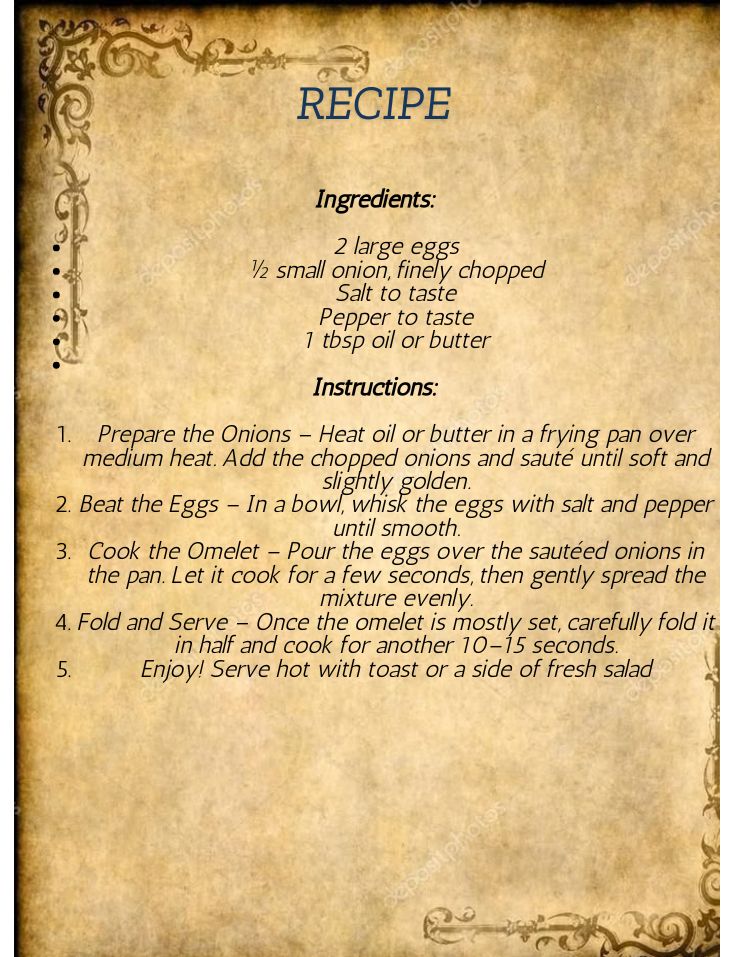 RECIPE
Ingredients:
• 2 large eggs
• ½ small onion, finely chopped
• Salt to taste
• Pepper to taste
• 1 tbsp oil or butter
•
Instructions:
1. Prepare the Onions – Heat oil or butter in a frying pan over
medium heat. Add the chopped onions and sauté until soft and
slightly golden.
2. Beat the Eggs – In a bowl, whisk the eggs with salt and pepper
until smooth.
3. Cook the Omelet – Pour the eggs over the sautéed onions in
the pan. Let it cook for a few seconds, then gently spread the
mixture evenly.
4. Fold and Serve – Once the omelet is mostly set, carefully fold it
in half and cook for another 10–15 seconds.
5. Enjoy! Serve hot with toast or a side of fresh salad
depositphotos
depositphotos
depositphotos
depositphotos